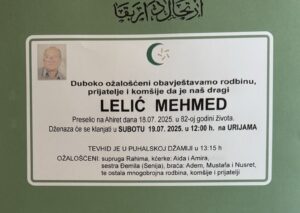 Duboko ožalošćeni obavještavamo rodbinu,
prijatelje i komšije da je naš dragi
LELIĆ MEHMED
Preselio na Ahiret dana 18.07. 2025. u 82-oj godini života.
Dženaza će se klanjati u SUBOTU 19.07. 2025. u 12:00 h. na URIJAMA
TEVHID JE U PUHALSKOJ DŽAMIJI U 13:15 h
OŽALOŠĆENI: supruga Rahima, kćerke: Aida i Amira,
sestra Đemila (Senija), braća: Adem, Mustafa i Nusret,
te ostala mnogobrojna rodbina, komšije i prijatelji